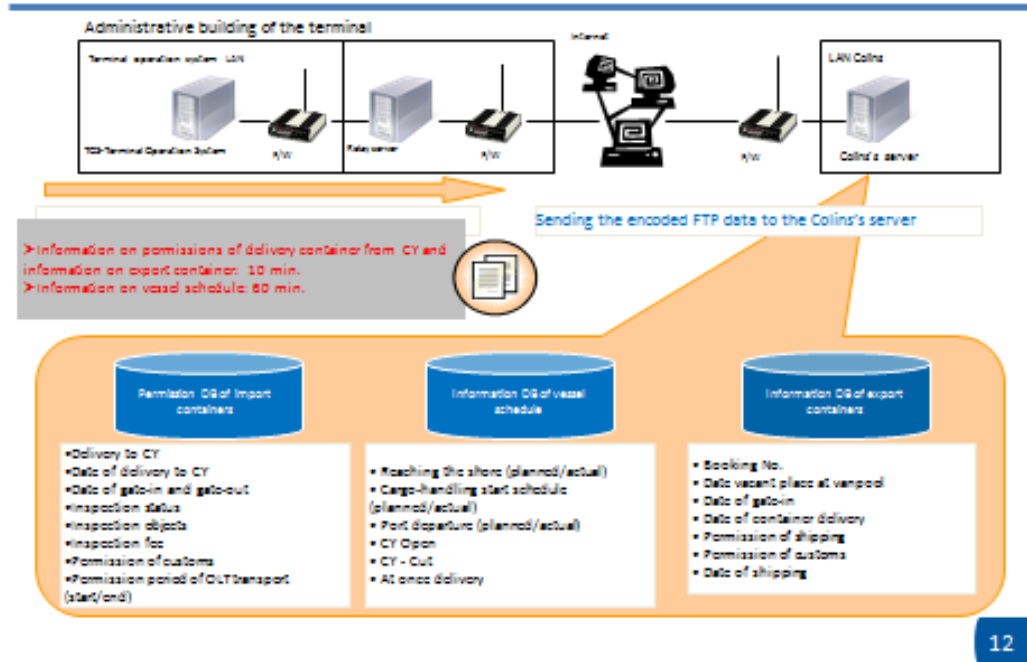 Administrative building of the terminal
Internet
Terminal operation system LAN
LAN Colins
TOS-Terminal Operation System
F/W
Relay server
F/W
F/W
Colins's server
Sending the encoded FTP data to the Colins's server
➢Information on permissions of delivery container from CY and
information on export container: 10 min.
➢Information on vessel schedule: 60 min.
Permission DB of import
containers
•Delivery to CY
•Date of delivery to CY
•Date of gate-in and gate-out
•Inspection status
•Inspection objects
•Inspection fee
•Permission of customs
•Permission period of OLT transport
(start/end)
Information DB of vessel
schedule
• Reaching the shore (planned/actual)
• Cargo-handling start schedule
(planned/actual)
• Port departure (planned/actual)
• CY Open
• CY - Cut
• At once delivery
Information DB of export
containers
• Booking No.
• Date vacant place at vanpool
• Date of gate-in
• Date of container delivery
• Permission of shipping
• Permission of customs
• Date of shipping
12